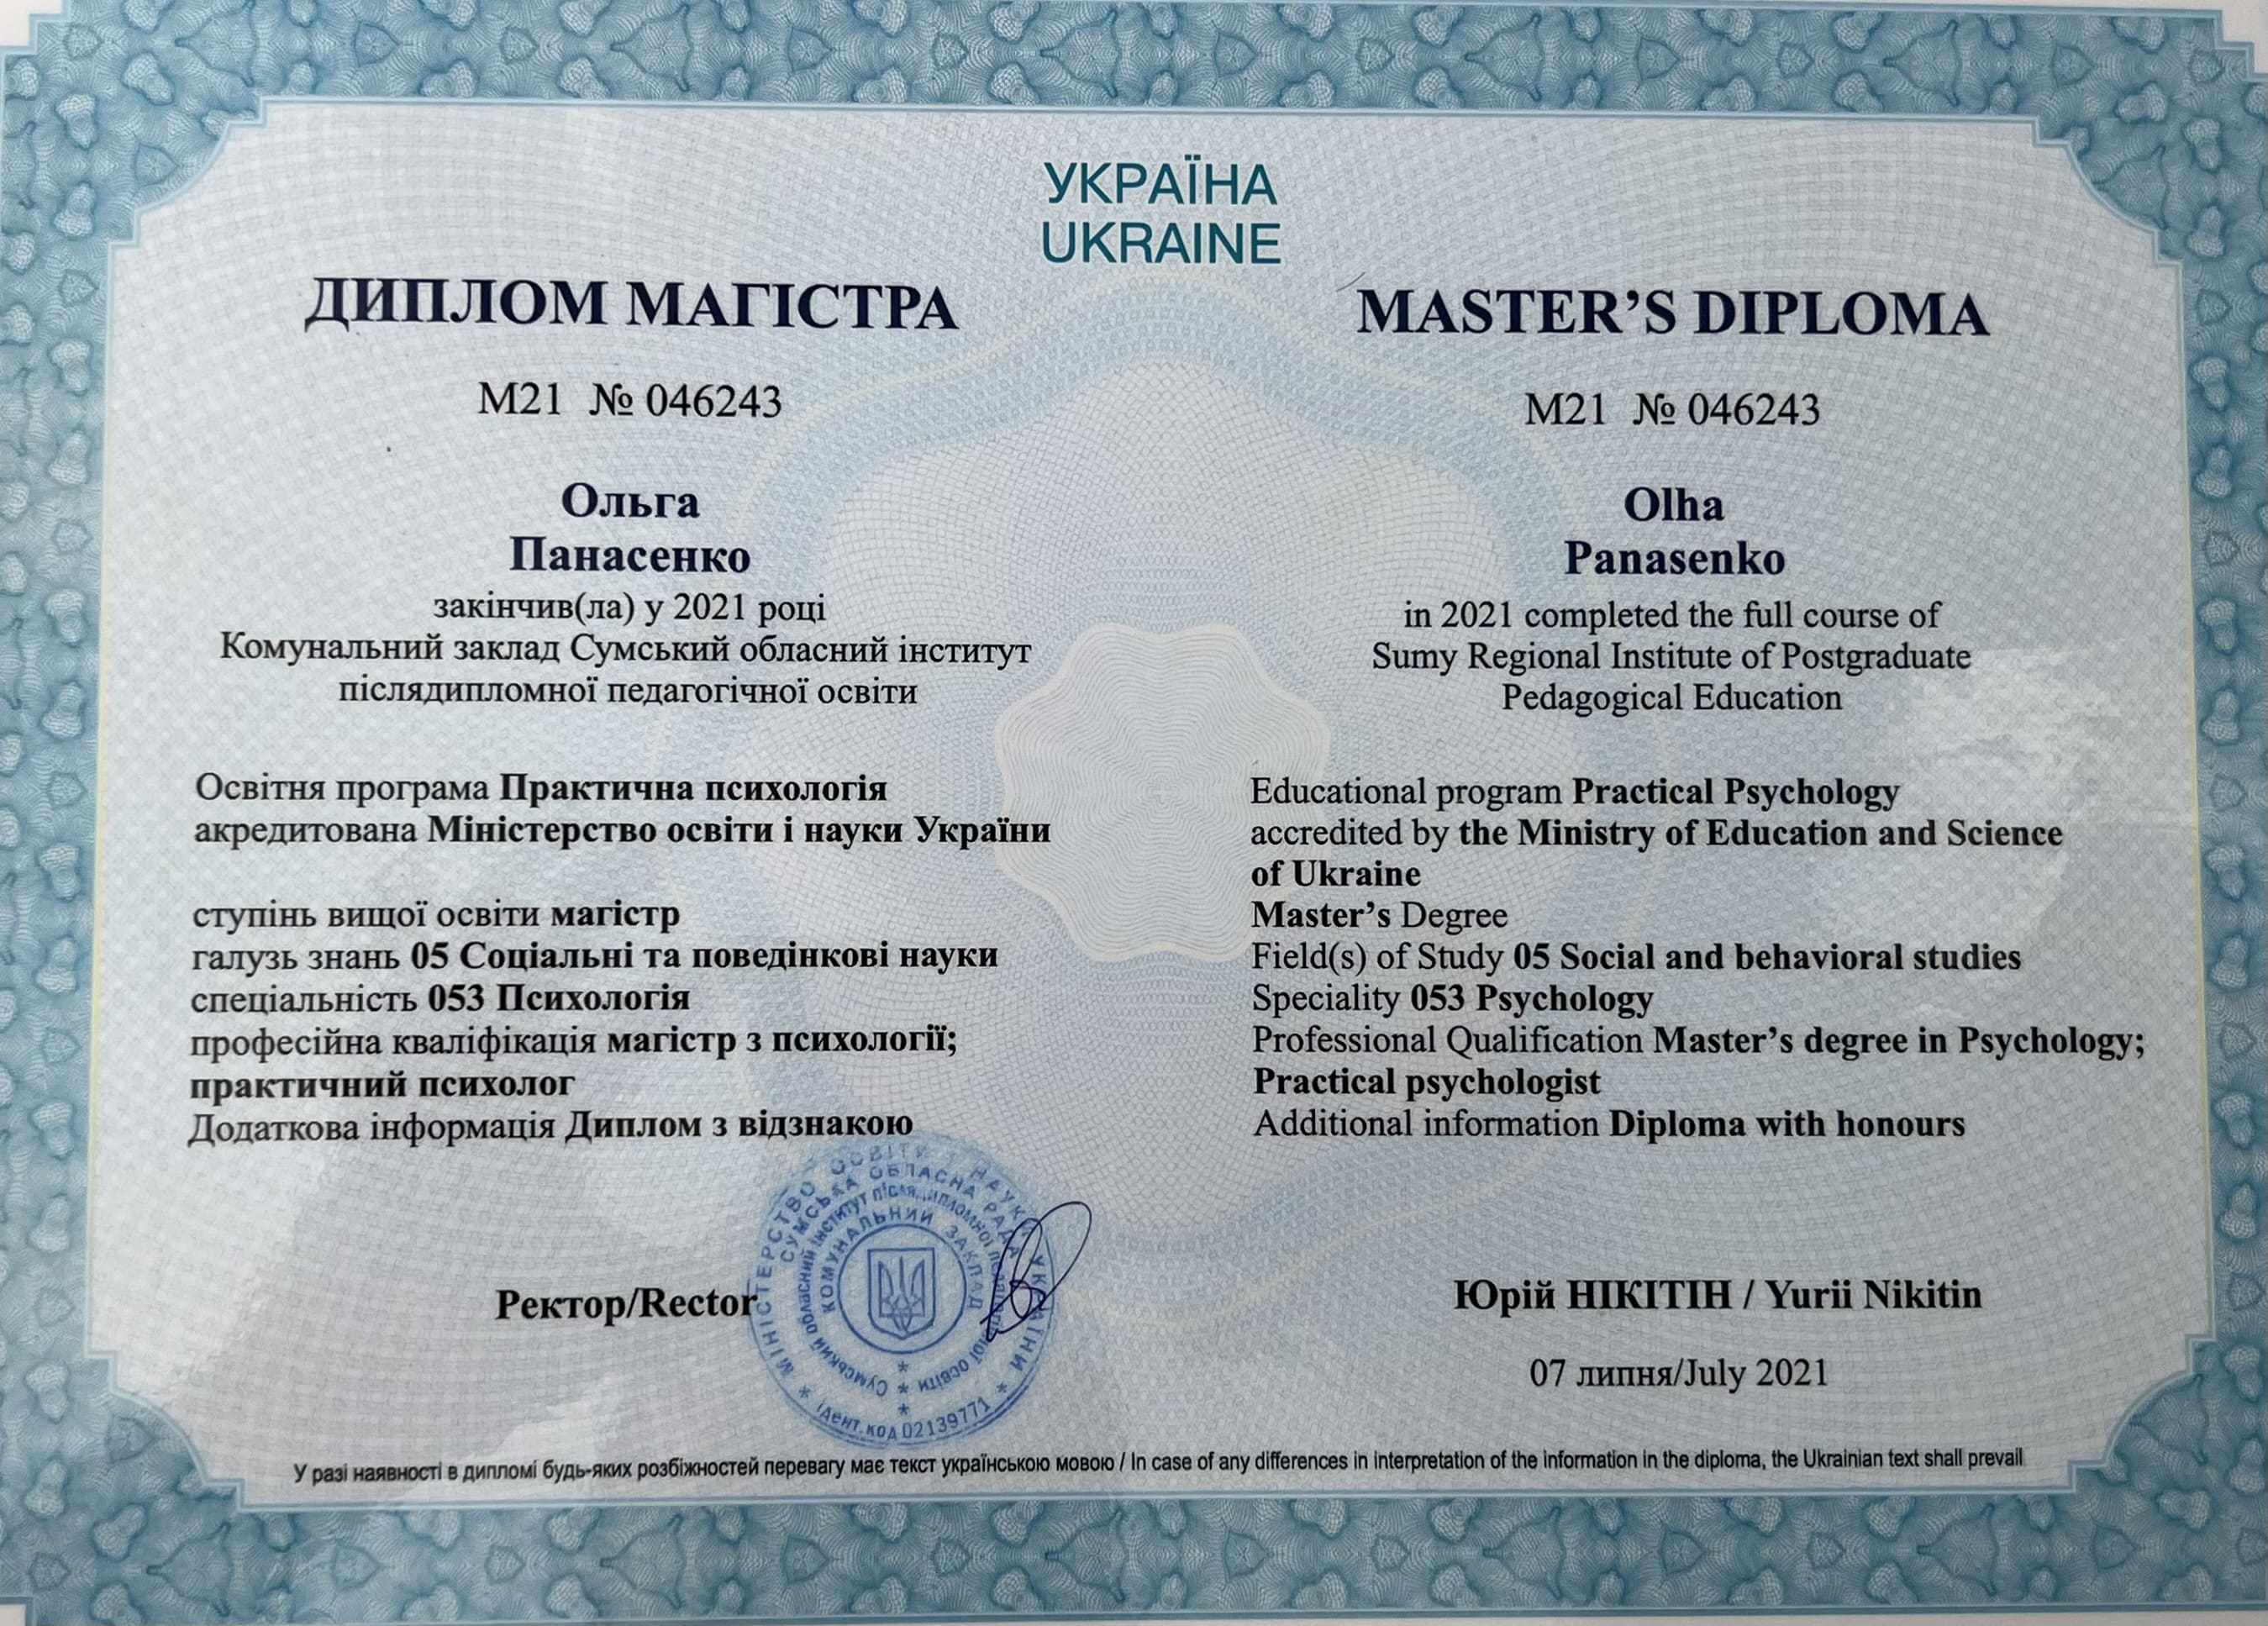 УКРАЇНА
UKRAINE
ДИПЛОМ МАГІСТРА
М21 № 046243
Ольга
Панасенко
закінчив(ла) у 2021 році
Комунальний заклад Сумський обласний інститут
післядипломної педагогічної освіти
Освітня програма Практична психологія
акредитована Міністерство освіти і науки України
ступінь вищої освіти магістр
галузь знань 05 Соціальні та поведінкові науки
спеціальність 053 Психологія
професійна кваліфікація магістр з психології;
практичний психолог
Додаткова інформація Диплом з відзнакою
MASTER’S DIPLOMA
M21 № 046243
Olha
Panasenko
in 2021 completed the full course of
Sumy Regional Institute of Postgraduate
Pedagogical Education
Educational program Practical Psychology
accredited by the Ministry of Education and Science
of Ukraine
Master’s Degree
Field(s) of Study 05 Social and behavioral studies
Speciality 053 Psychology
Professional Qualification Master’s degree in Psychology;
Practical psychologist
Additional information Diploma with honours
Ректор/Rector
МІНІСТЕРСТВО ОСВІТИ І НАУКИ УКРАЇНИ
СУМСЬКА ОБЛАСНА РАДА
Сумський обласний інститут післядипломної педагогічної освіти
КОМУНАЛЬНИЙ ЗАКЛАД
Ідент. код 02139771
Юрій НІКІТІН / Yurii Nikitin
07 липня/July 2021
У разі наявності в дипломі будь-яких розбіжностей перевагу має текст українською мовою / In case of any differences in interpretation of the information in the diploma, the Ukrainian text shall prevail